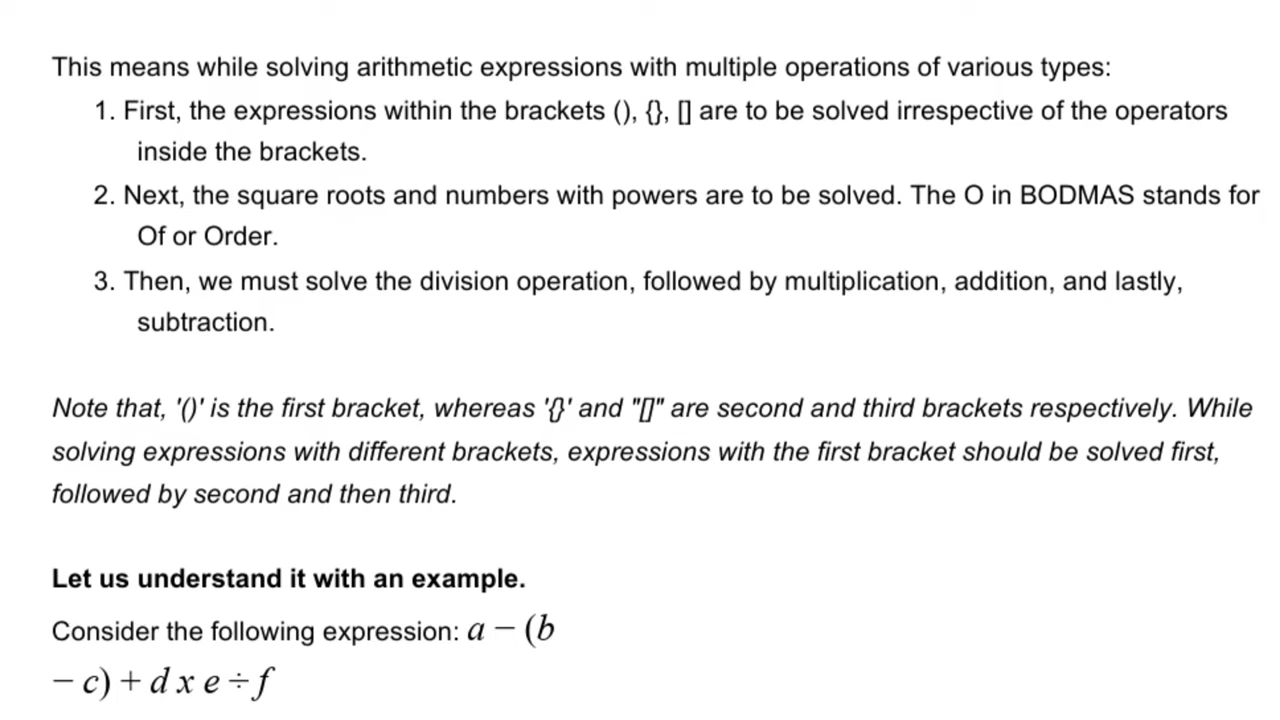 This means while solving arithmetic expressions with multiple operations of various types:
1. First, the expressions within the brackets (), {}, [] are to be solved irrespective of the operators
inside the brackets.
2. Next, the square roots and numbers with powers are to be solved. The O in BODMAS stands for
Of or Order.
3. Then, we must solve the division operation, followed by multiplication, addition, and lastly,
subtraction.
Note that, '()' is the first bracket, whereas '{}' and "[]" are second and third brackets respectively. While
solving expressions with different brackets, expressions with the first bracket should be solved first,
followed by second and then third.
Let us understand it with an example.
Consider the following expression: a − (b
− c) + d x e ÷ f